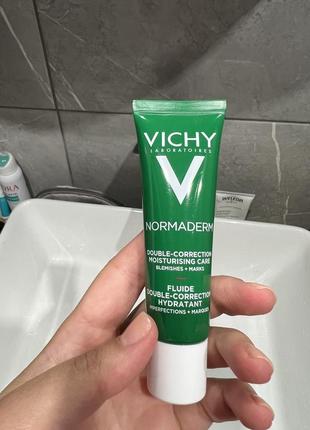 VICHY
LABORATOIRES
V
NORMADERM
DOUBLE-CORRECTION
MOISTURISING CARE
BLEMISHES + MARKS
FLUIDE
DOUBLE-CORRECTION
HYDRATANT
IMPERFECTIONS + MARQUES